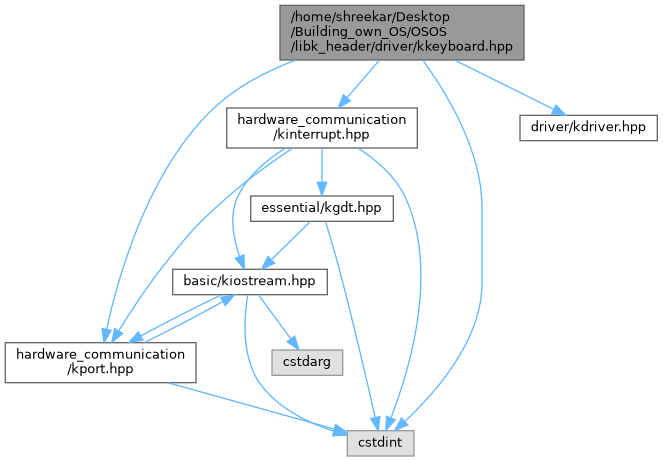 /home/shreekar/Desktop
/Building_own_OS/OSOS
/libk_header/driver/kkeyboard.hpp
hardware_communication
/kinterrupt.hpp
driver/kdriver.hpp
essential/kgdt.hpp
basic/kiostream.hpp
hardware_communication
/kport.hpp
cstdarg
cstdint